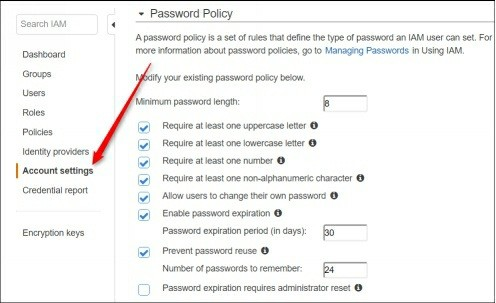 Search IAM
Dashboard
Groups
Users
Roles
Policies
Identity providers
Account settings
Credential report
Encryption keys
Password Policy
A password policy is a set of rules that define the type of password an IAM user can set. For
more information about password policies, go to Managing Passwords in Using IAM.
Modify your existing password policy below.
Minimum password length: 8
Require at least one uppercase letter
Require at least one lowercase letter
Require at least one number
Require at least one non-alphanumeric character
Allow users to change their own password
Enable password expiration
Password expiration period (in days): 30
Prevent password reuse
Number of passwords to remember: 24
Password expiration requires administrator reset